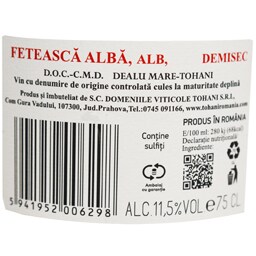 FETEASCĂ ALBĂ, ALB, DEMISEC
D.O.C.-C.M.D. DEALU MARE-TOHANI
Vin cu denumire de origine controlată cules la maturitate deplină
Produs și îmbuteliat de S.C. DOMENIILE VITICOLE TOHANI S.R.L.,
Com Gura Vadului, 107300, Jud.Prahova, Tel.:0745 091166, www.tohaniromania.com
PRODUS ÎN ROMÂNIA
E/100 ml: 280 kj (68kcal)
Declarație nutrițională/
Ingrediente
Conține
sulfiți
Ambalaj cu
garanție
5 941952 006298
ALC.11,5%VOL e 75 CL